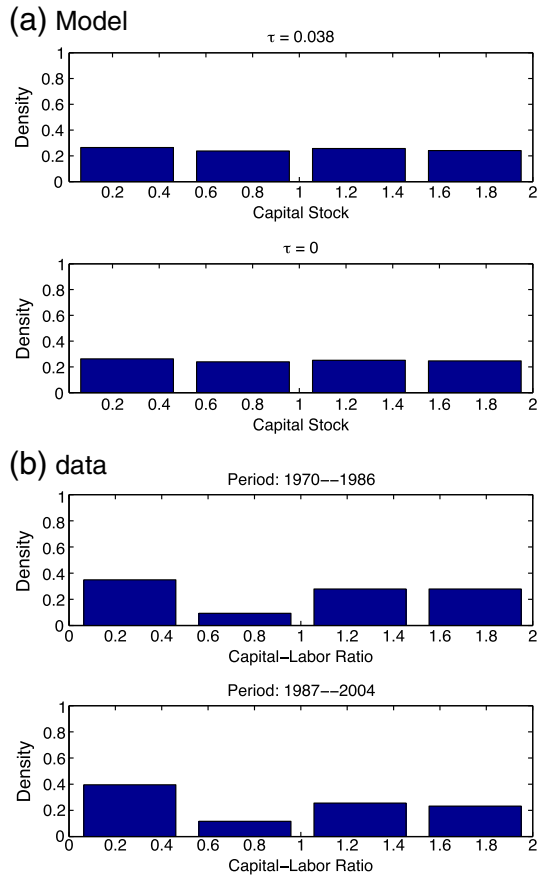 (a) Model
τ = 0.038
1
0.8
0.6
0.4
0.2
0
Density
0.2 0.4 0.6 0.8 1 1.2 1.4 1.6 1.8 2
Capital Stock
τ = 0
1
0.8
0.6
0.4
0.2
0
Density
0.2 0.4 0.6 0.8 1 1.2 1.4 1.6 1.8 2
Capital Stock
(b) data
Period: 1970--1986
1
0.8
0.6
0.4
0.2
0
Density
0 0.2 0.4 0.6 0.8 1 1.2 1.4 1.6 1.8 2
Capital–Labor Ratio
Period: 1987--2004
1
0.8
0.6
0.4
0.2
0
Density
0 0.2 0.4 0.6 0.8 1 1.2 1.4 1.6 1.8 2
Capital–Labor Ratio